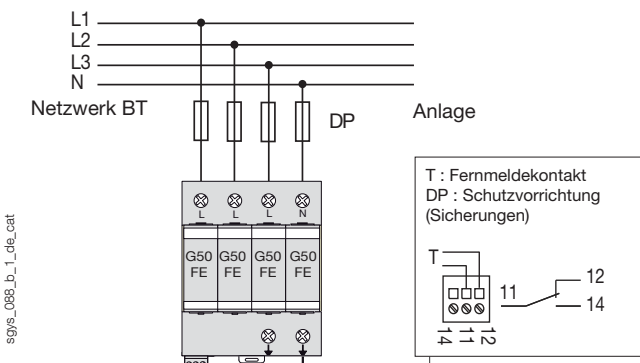 L1
L2
L3
N
Netzwerk BT
DP
Anlage
L L L N
G50 G50 G50 G50
FE FE FE FE
T : Fernmeldekontakt
DP : Schutzvorrichtung
(Sicherungen)
T
11
12
14
14 11 12
sgys_088_b_1_de_cat